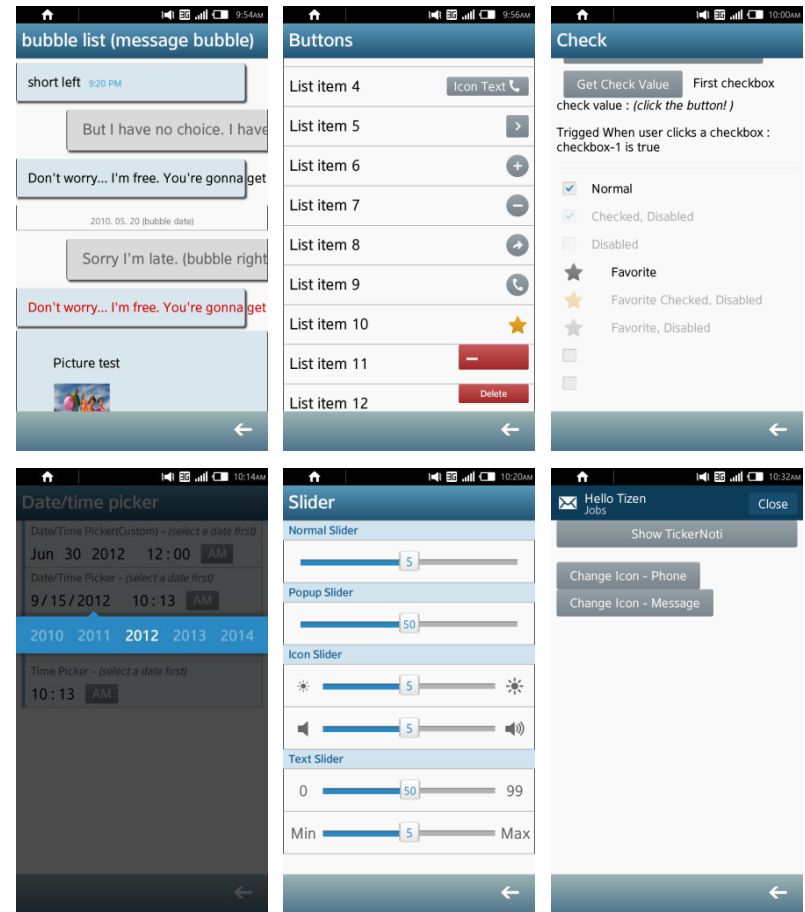 9:54AM
bubble list (message bubble)
short left 9:20 PM
But I have no choice. I have
Don't worry... I'm free. You're gonna get
2010. 05. 20 (bubble date)
Sorry I'm late. (bubble right
Don't worry... I'm free. You're gonna get
Picture test
3G 9:56AM
Buttons
List item 4 Icon Text
List item 5
List item 6
List item 7
List item 8
List item 9
List item 10
List item 11
List item 12 Delete
3G 10:00AM
Check
Get Check Value First checkbox
check value : (click the button! )
Trigged When user clicks a checkbox :
checkbox-1 is true
Normal
Checked, Disabled
Disabled
Favorite
Favorite Checked, Disabled
Favorite, Disabled
3G 10:14AM
Date/time picker
Date/Time Picker(Custom) - (select a date first)
Jun 30 2012 12:00 AM
Date/Time Picker - (select a date first)
9/15/2012 10:13 AM
2010 2011 2012 2013 2014
Time Picker - (select a date first)
10:13 AM
3G 10:20AM
Slider
Normal Slider
5
Popup Slider
50
Icon Slider
5
5
Text Slider
0 50 99
Min 5 Max
3G 10:32AM
Hello Tizen
Jobs
Close
Show TickerNoti
Change Icon - Phone
Change Icon - Message